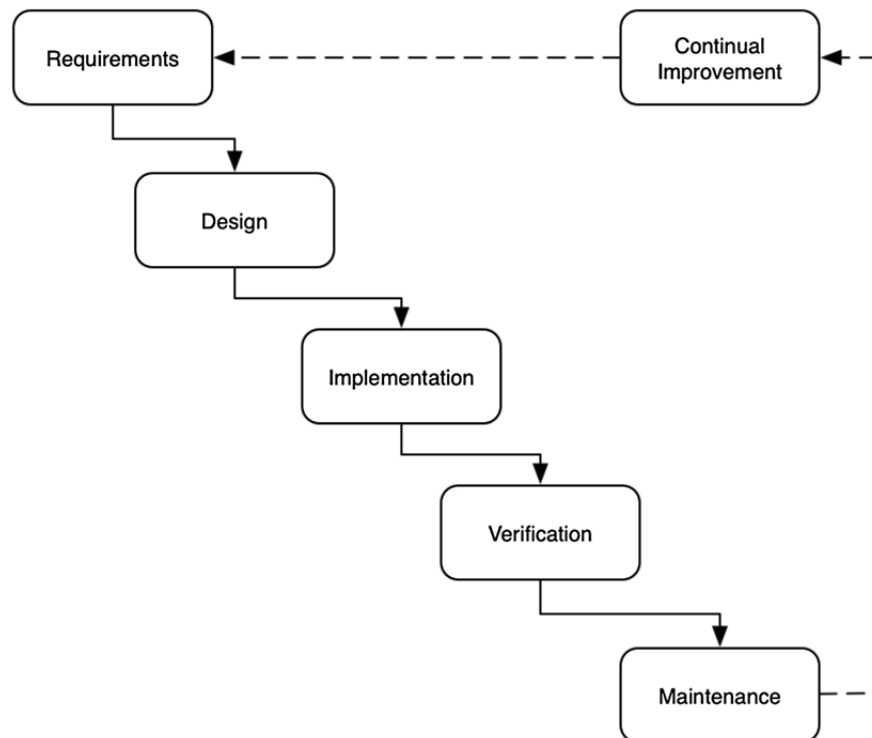 Requirements
Continual
Improvement
Design
Implementation
Verification
Maintenance